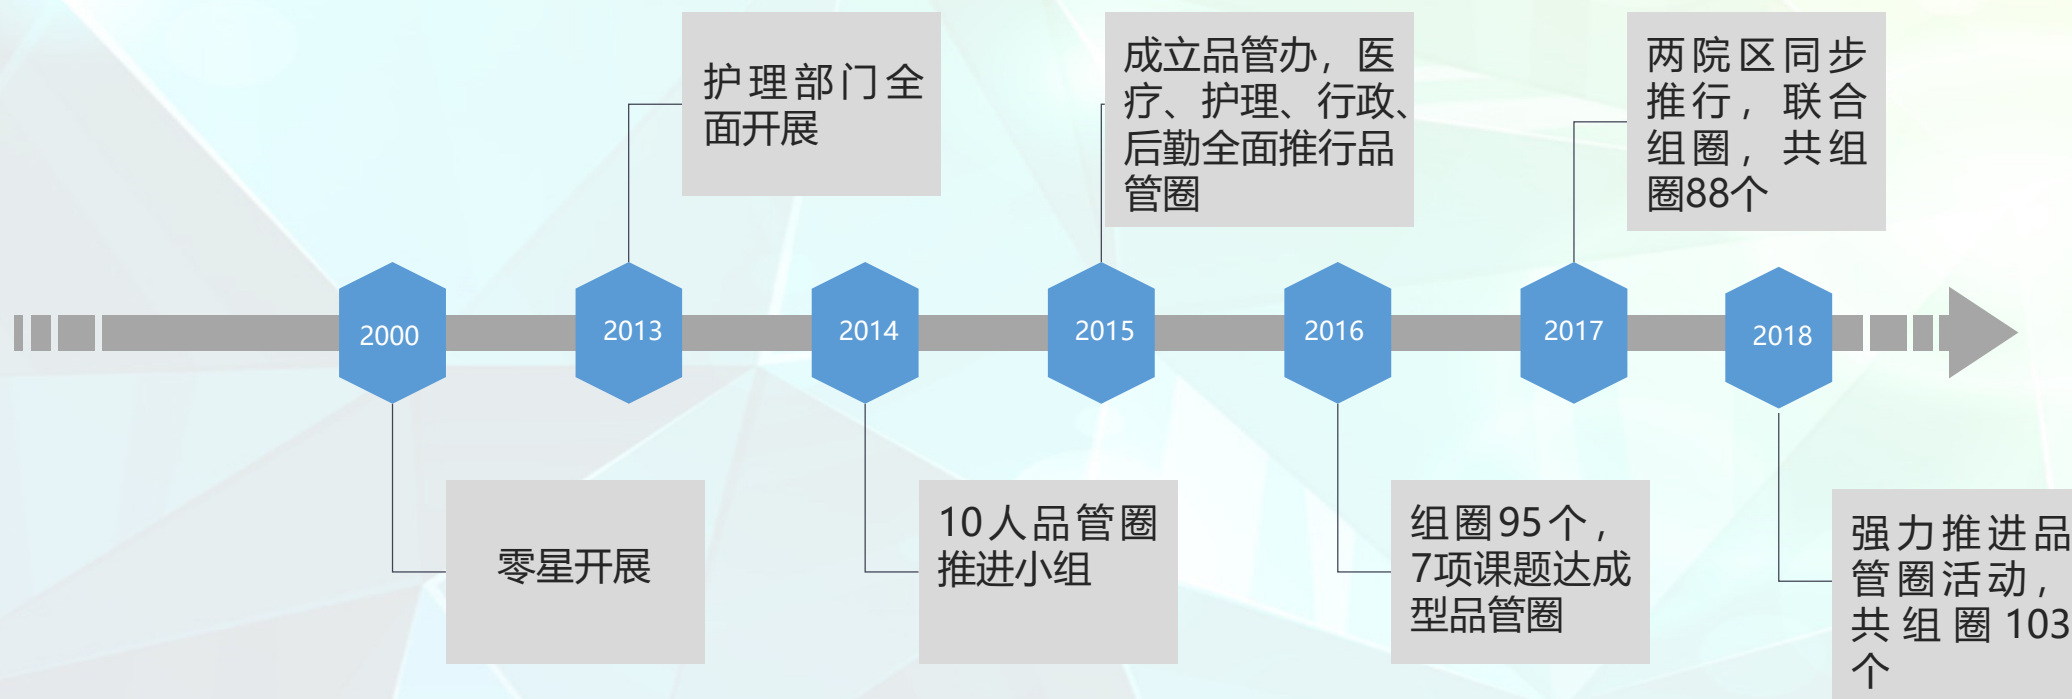 护理部门全
面开展
成立品管办，医
疗、护理、行政、
后勤全面推行品
管圈
两院区同步
推行，联合
组圈，共组
圈88个
2000
2013
2014
2015
2016
2017
2018
零星开展
10人品管圈
推进小组
组圈95个，
7项课题达成
型品管圈
强力推进品
管圈活动，
共组圈103
个